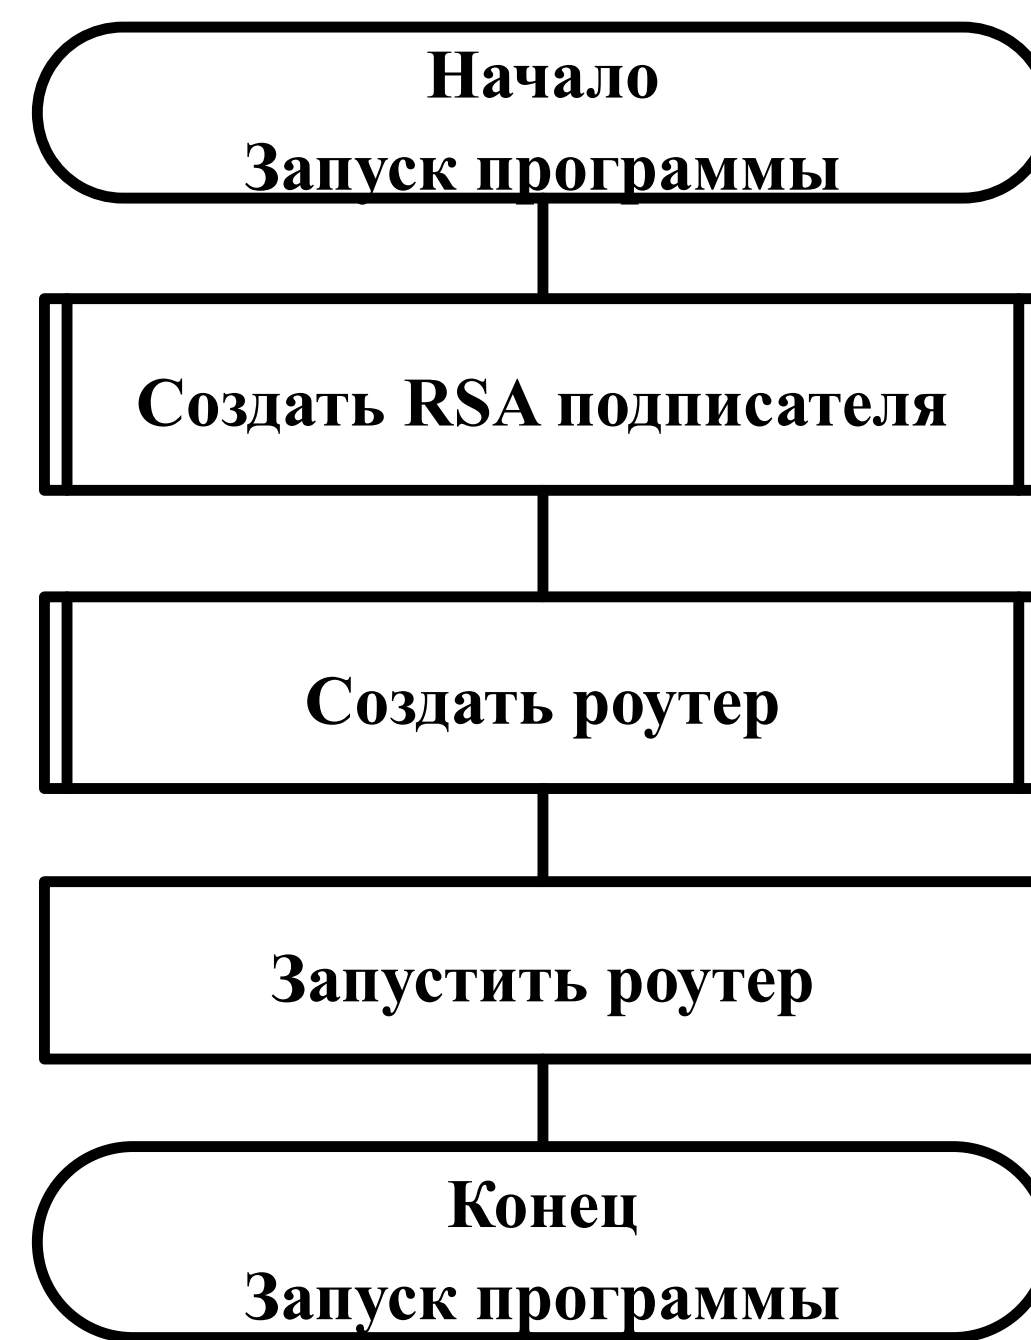 Начало
Запуск программы
Создать RSA подписателя
Создать роутер
Запустить роутер
Конец
Запуск программы